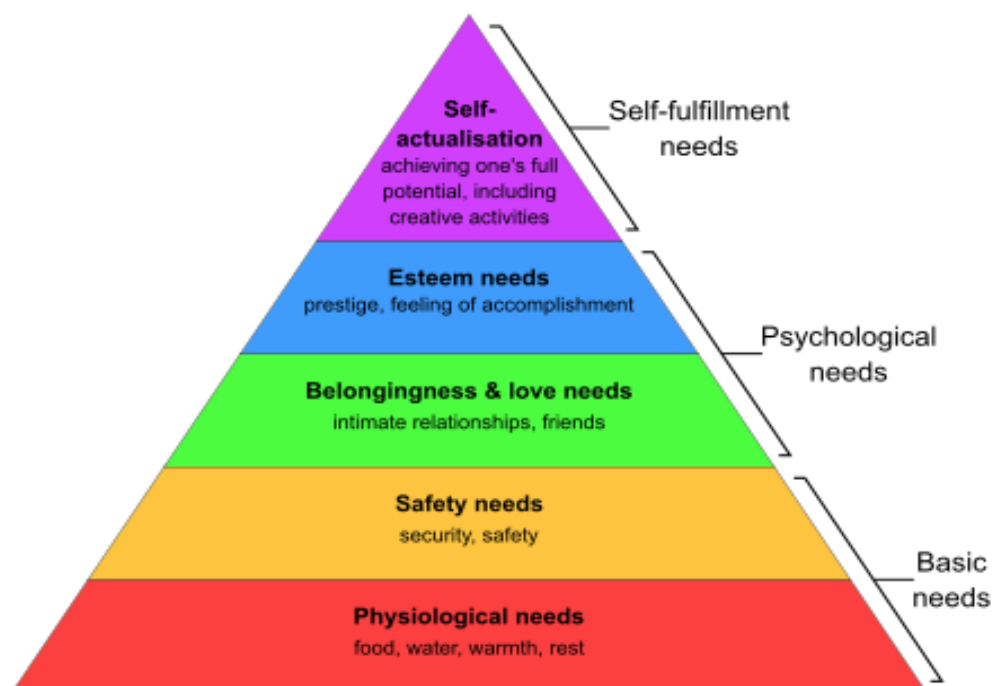 Self-
actualisation
achieving one's full
potential, including
creative activities
Self-fulfillment
needs
Esteem needs
prestige, feeling of accomplishment
Psychological
needs
Belongingness & love needs
intimate relationships, friends
Safety needs
security, safety
Basic
needs
Physiological needs
food, water, warmth, rest